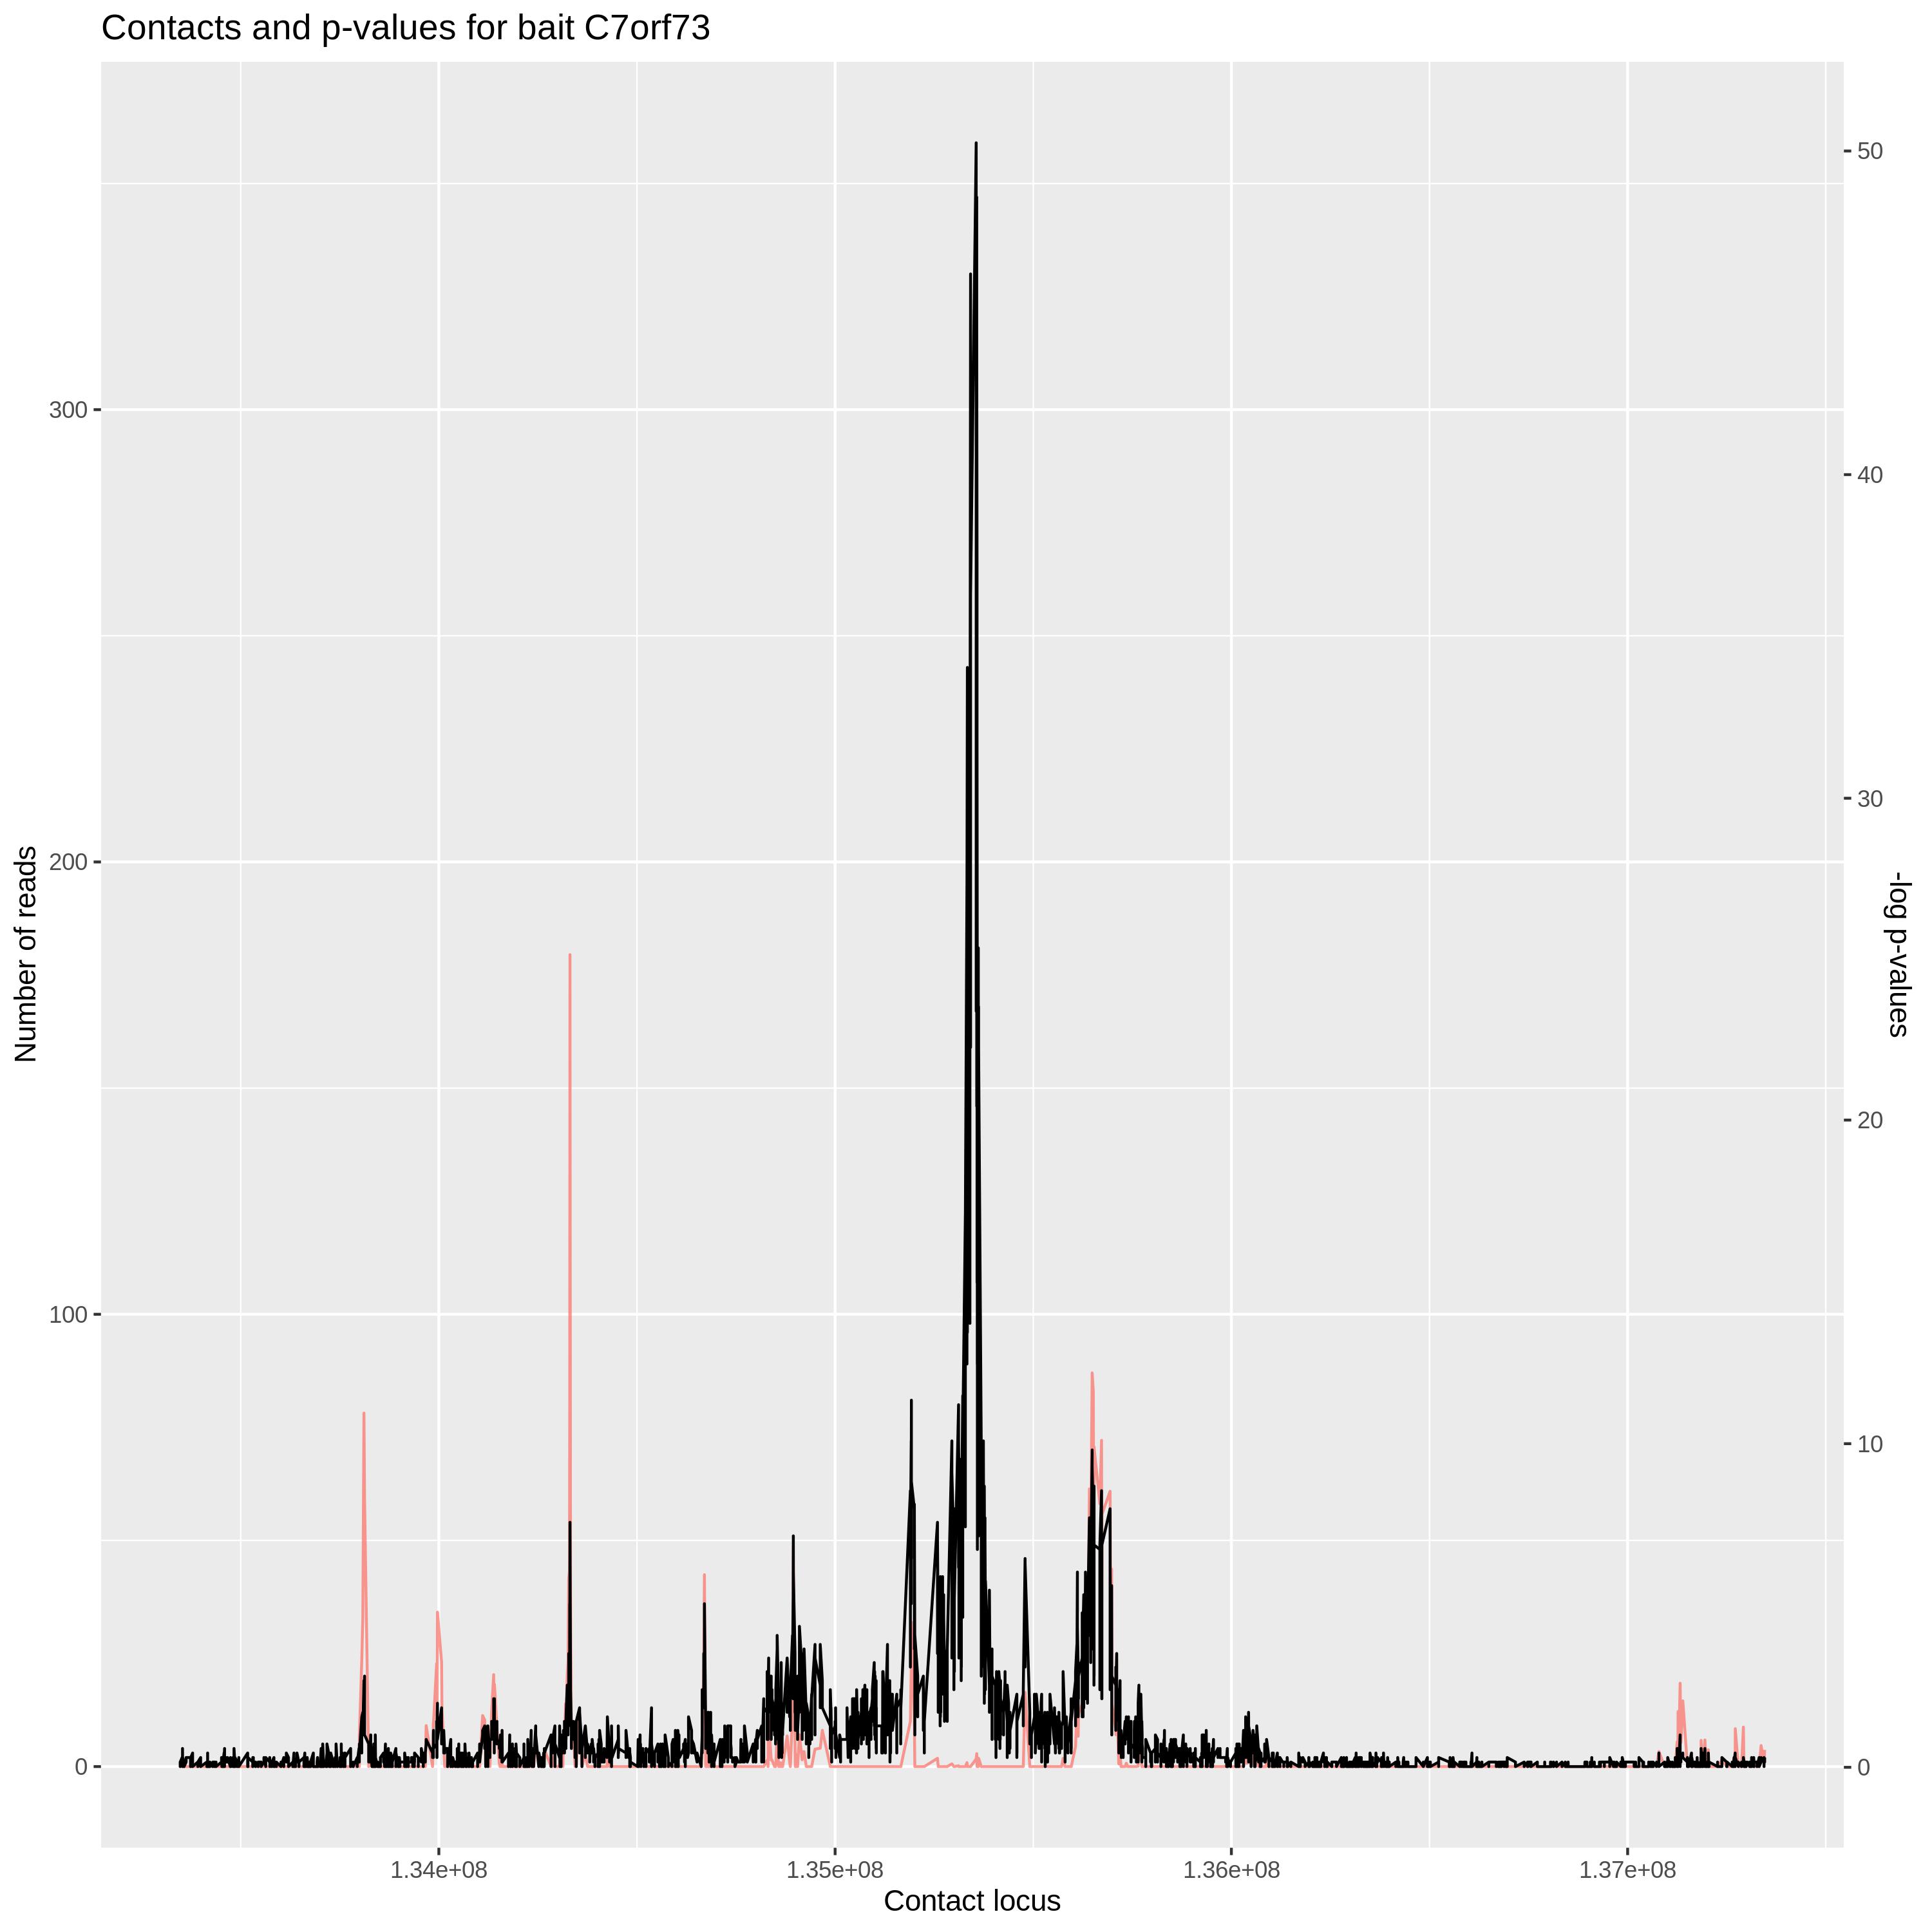 Contacts and p-values for bait C7orf73
Number of reads
300
200
100
0
50
40
30
20
10
0
-log p-values
1.34e+08 1.35e+08 1.36e+08 1.37e+08
Contact locus